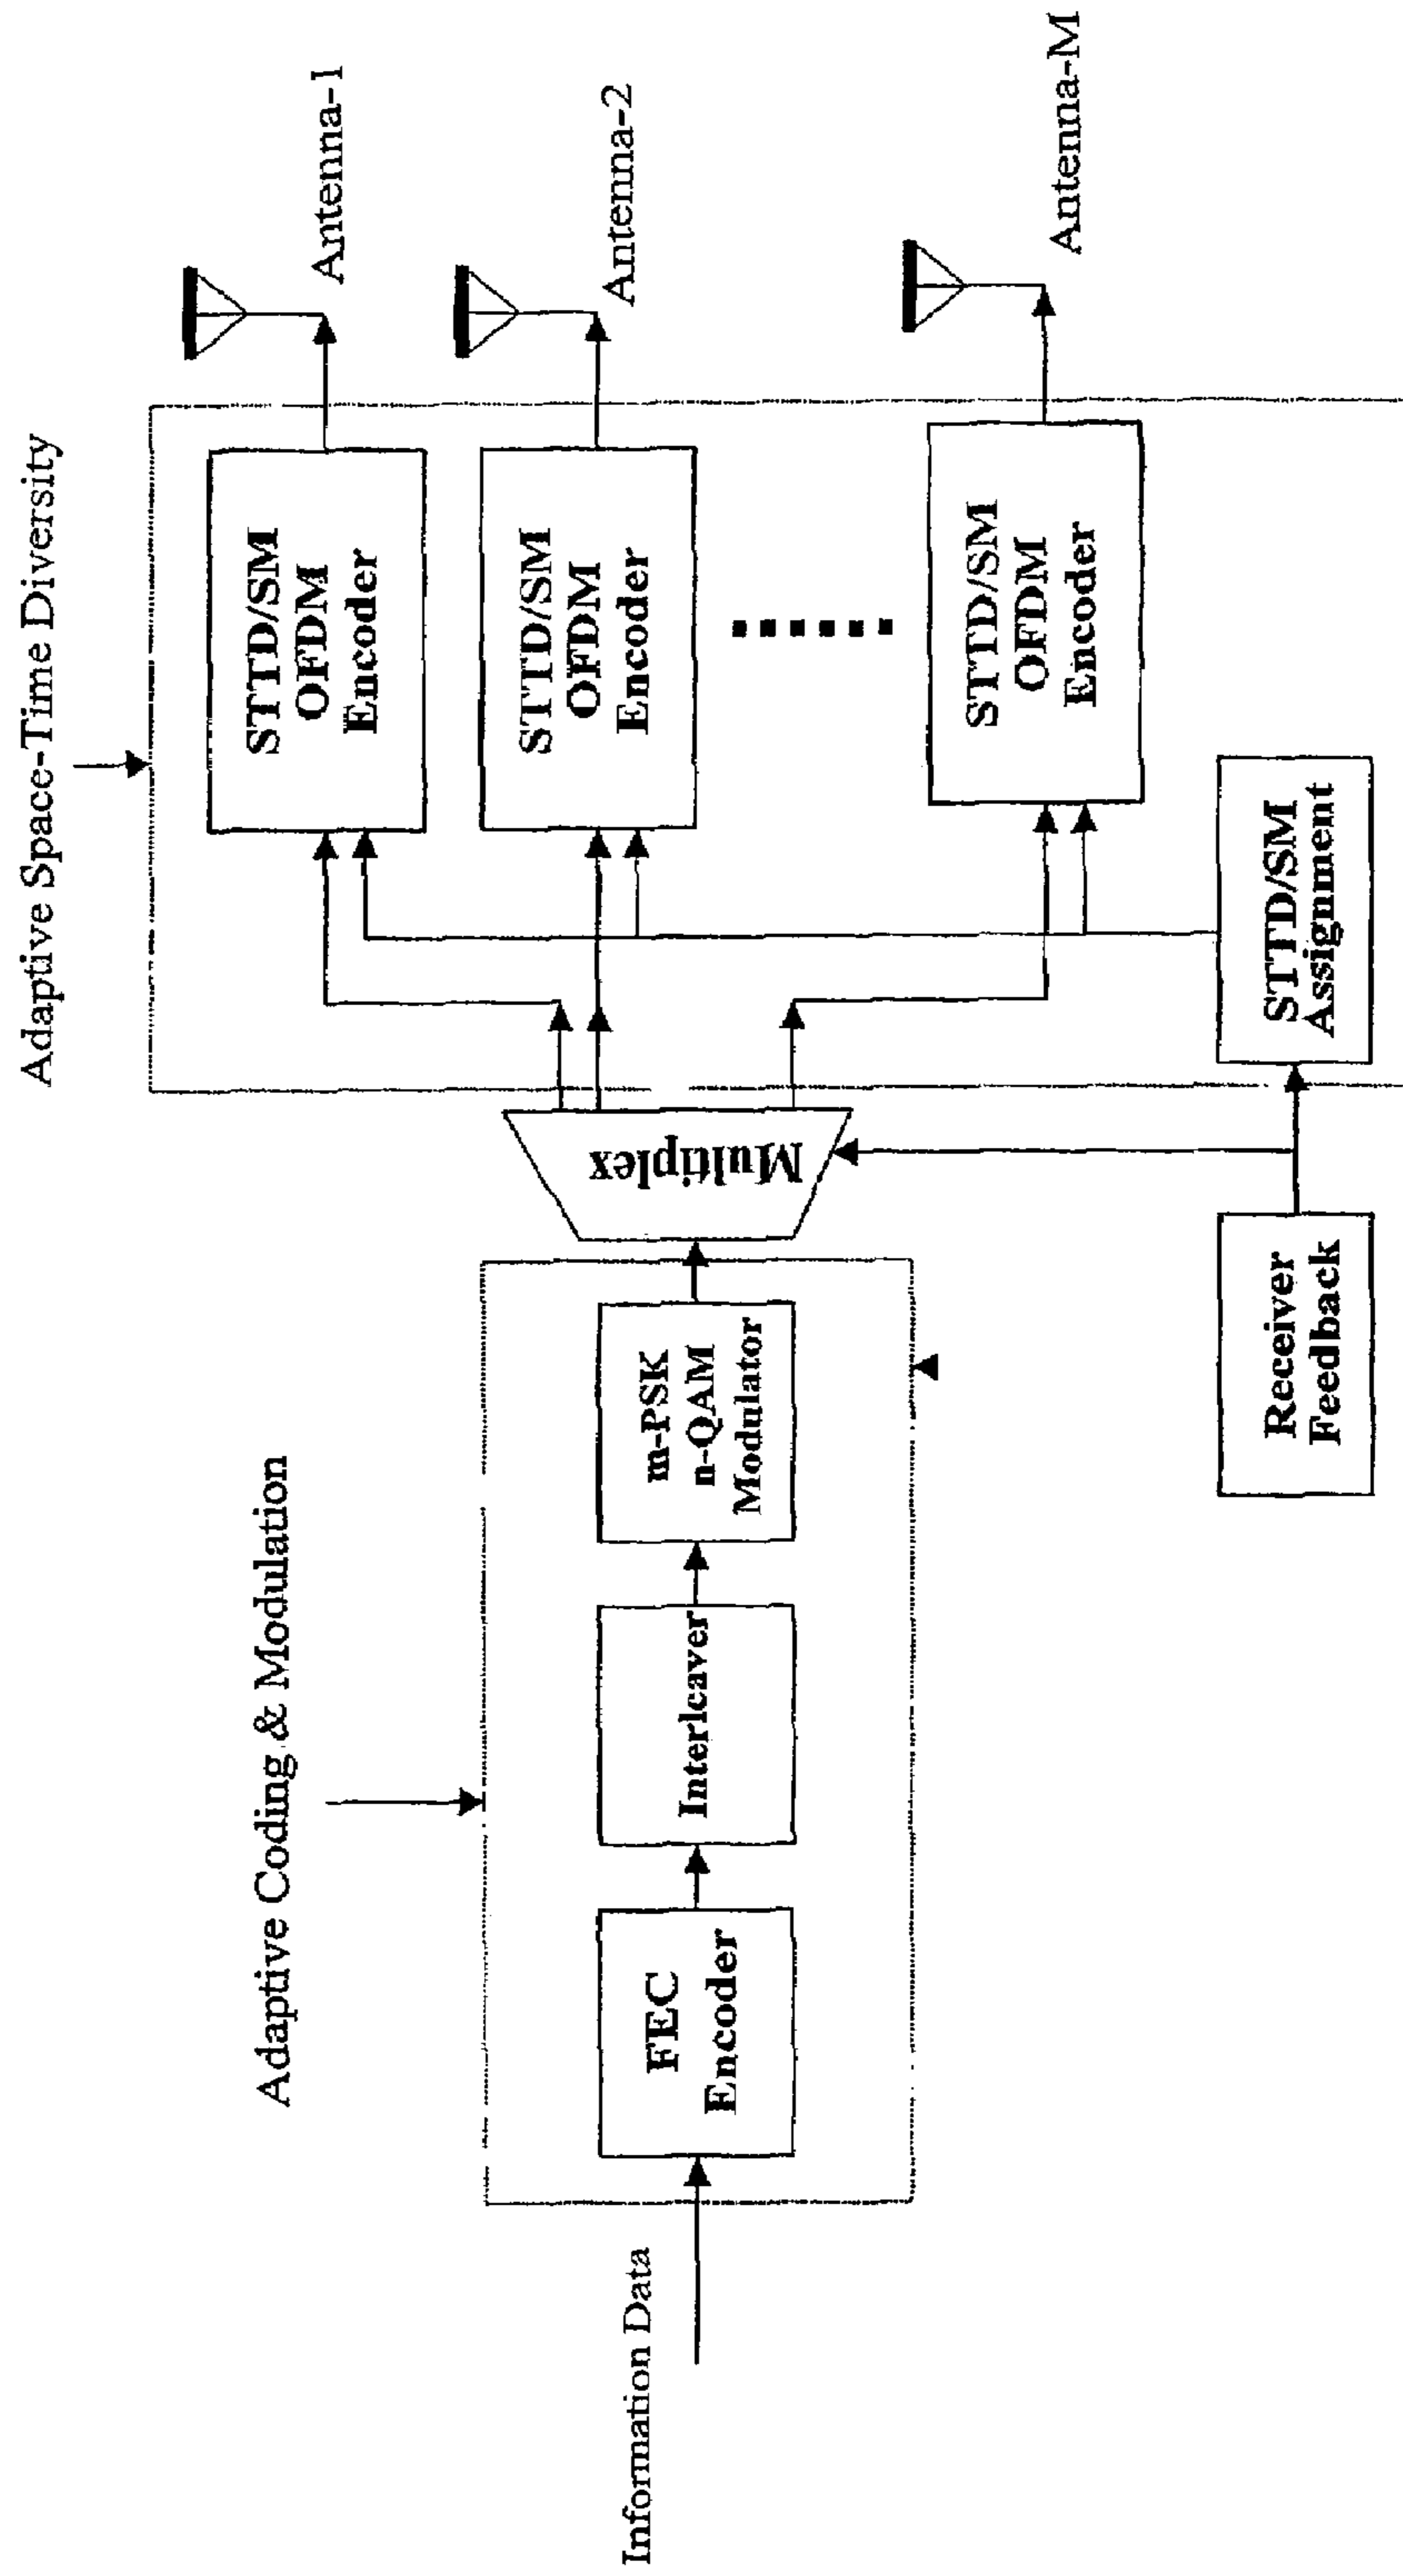 Adaptive Space-Time Diversity
Adaptive Coding & Modulation
Information Data
FEC
Encoder
Interleaver
m-PSK
n-QAM
Modulator
Multiplex
STTD/SM
OFDM
Encoder
Antenna-1
STTD/SM
OFDM
Encoder
Antenna-2
STTD/SM
OFDM
Encoder
Antenna-M
Receiver
Feedback
STTD/SM
Assignment